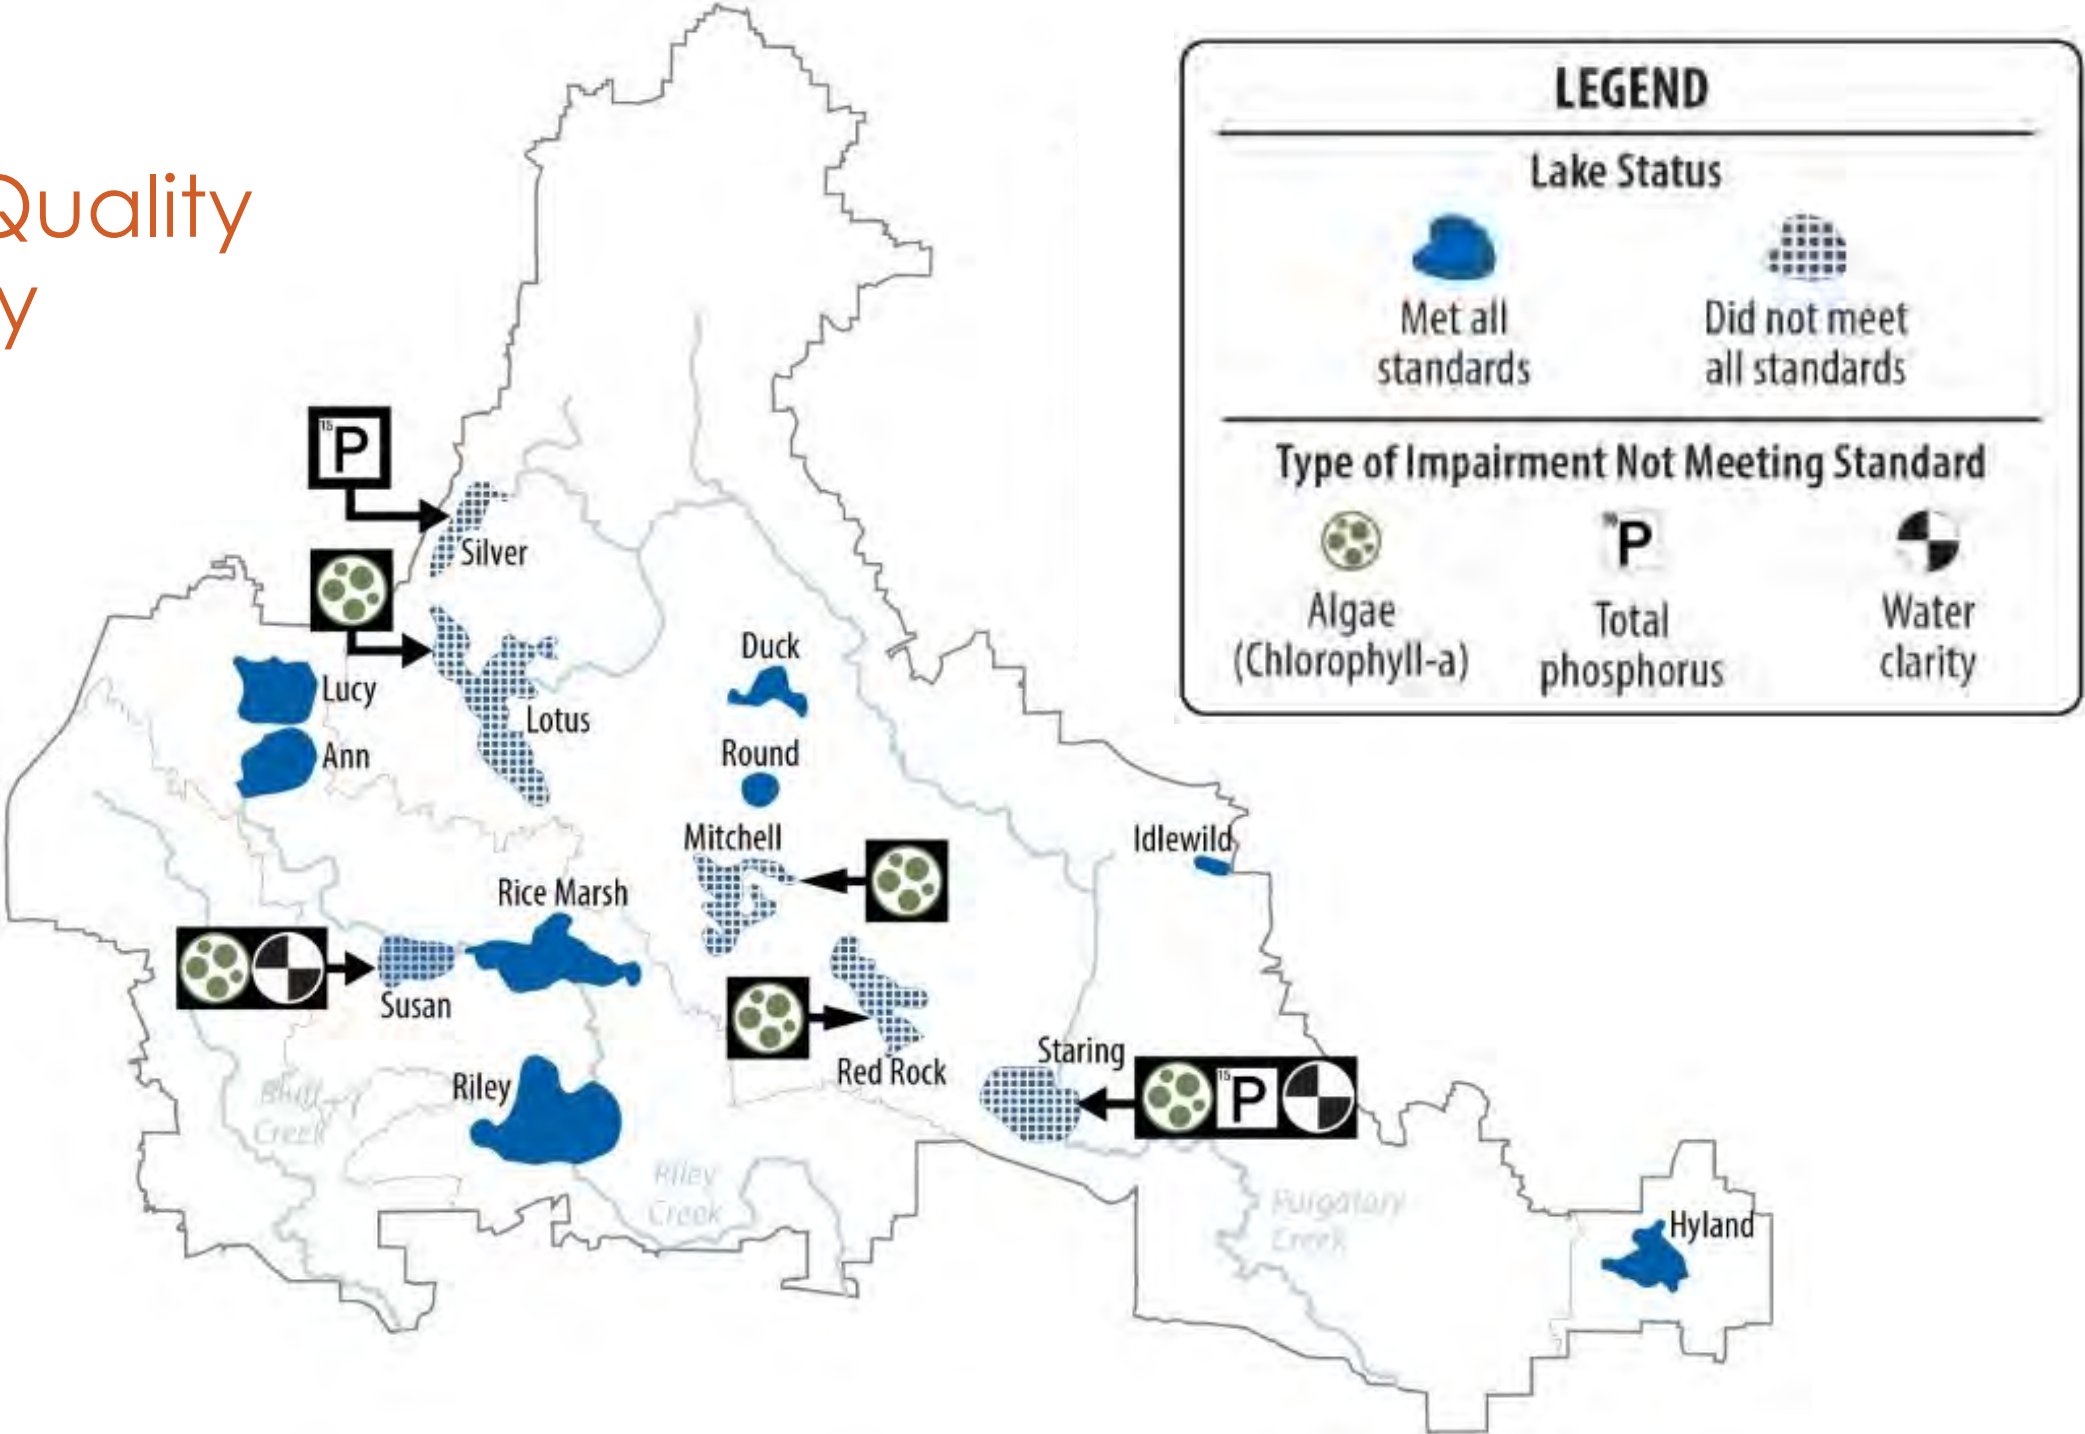 Quality
y
LEGEND
Lake Status
Met all
standards
Did not meet
all standards
Type of Impairment Not Meeting Standard
P
Algae
(Chlorophyll-a)
Total
phosphorus
Water
clarity
15
P
Silver
Lucy
Ann
Lotus
Duck
Round
Mitchell
Idlewild
Rice Marsh
Susan
Red Rock
Staring
15
P
Riley
Bluff
Creek
Riley
Creek
Purgatory
Creek
Hyland